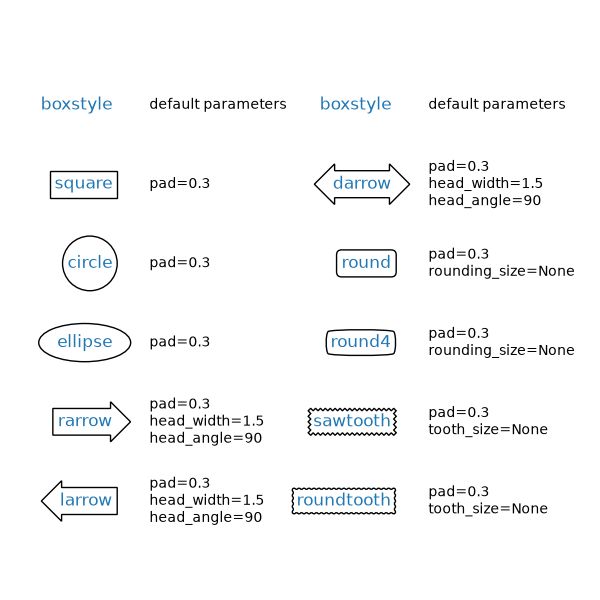 boxstyle default parameters
square pad=0.3
circle pad=0.3
ellipse pad=0.3
rarrow pad=0.3
head_width=1.5
head_angle=90
larrow pad=0.3
head_width=1.5
head_angle=90
boxstyle default parameters
darrow pad=0.3
head_width=1.5
head_angle=90
round pad=0.3
rounding_size=None
round4 pad=0.3
rounding_size=None
sawtooth pad=0.3
tooth_size=None
roundtooth pad=0.3
tooth_size=None